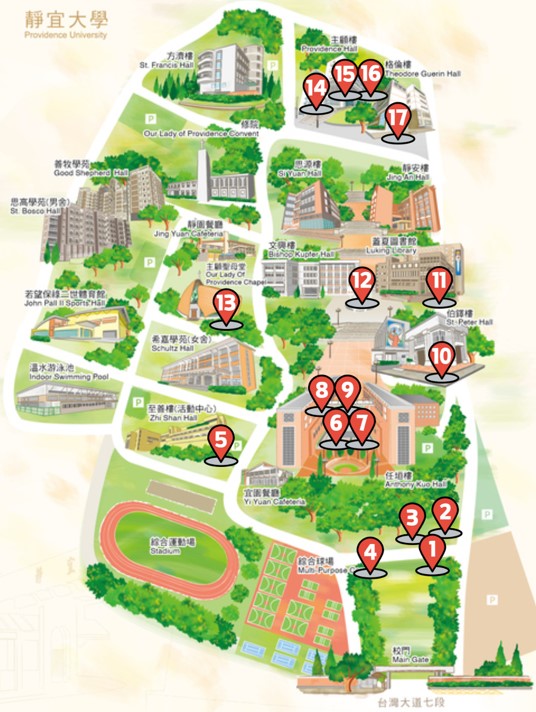 靜宜大學
Providence University
方濟樓
St. Francis Hall
P
主顧樓
Providence Hall
格倫樓
Theodore Guerin Hall
14
15
16
17
P
修院
Our Lady of Providence Convent
善牧學苑
Good Shepherd Hall
思源樓
Si Yuan Hall
靜安樓
Jing An Hall
思高學苑(男舍)
St. Bosco Hall
靜園餐廳
Jing Yuan Cafeteria
文興樓
Bishop Kupfer Hall
蓋夏圖書館
Luking Library
P
主顧聖母堂
Our Lady Of
Providence Chapel
12
11
13
若望保祿二世體育館
John Pall II Sports Hall
伯鐸樓
St. Peter Hall
希嘉學苑(女舍)
Schultz Hall
10
溫水游泳池
Indoor Swimming Pool
8
9
6
7
P
至善樓(活動中心)
Zhi Shan Hall
5
P
P
任垣樓
Anthony Kuo Hall
宜園餐廳
Yi Yuan Cafeteria
3
2
P
綜合運動場
Stadium
綜合球場
Multi-Purpose
4
1
P
校門
Main Gate
台灣大道七段